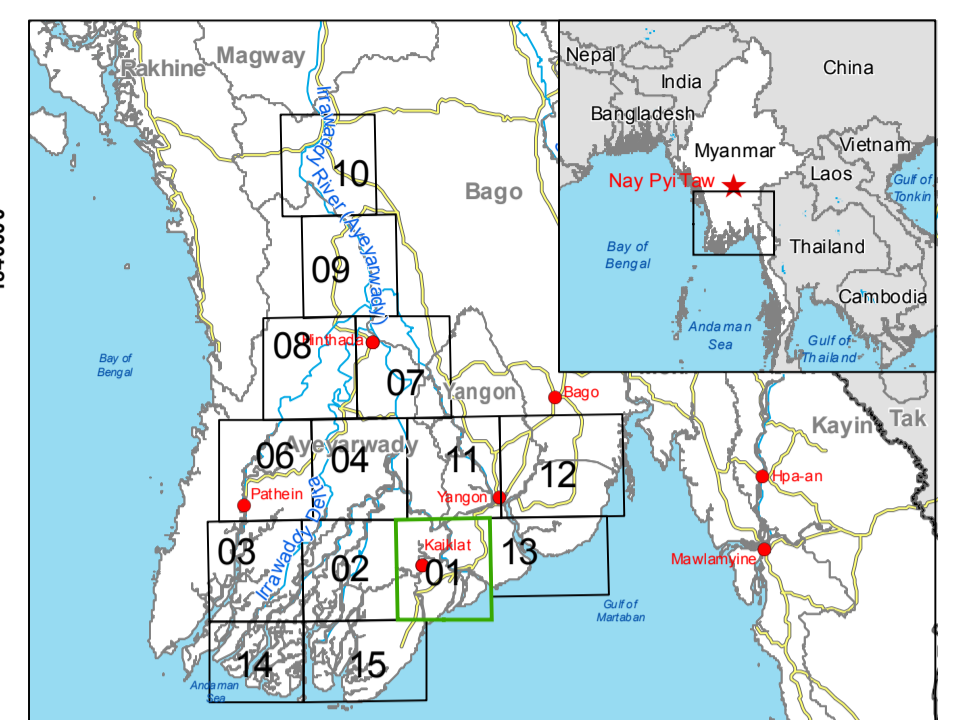 Magway
Rakhine
Irrawaddy River (Ayeyarwady)
10
Bago
09
Bay of
Bengal
08
Hinthada
07
Yangon
Bago
Ayeyarwady
06
04
11
12
Pathein
Yangon
Irrawaddy Delta
03
02
Kaiklat
01
13
14
15
Andaman
Sea
Gulf of
Martaban
Kayin
Tak
Hpa-an
Mawlamyine
Nepal
India
China
Bangladesh
Myanmar
Vietnam
Laos
Nay Pyi Taw
Gulf of
Tonkin
Bay of
Bengal
Thailand
Cambodia
Andaman
Sea
Gulf of
Thailand